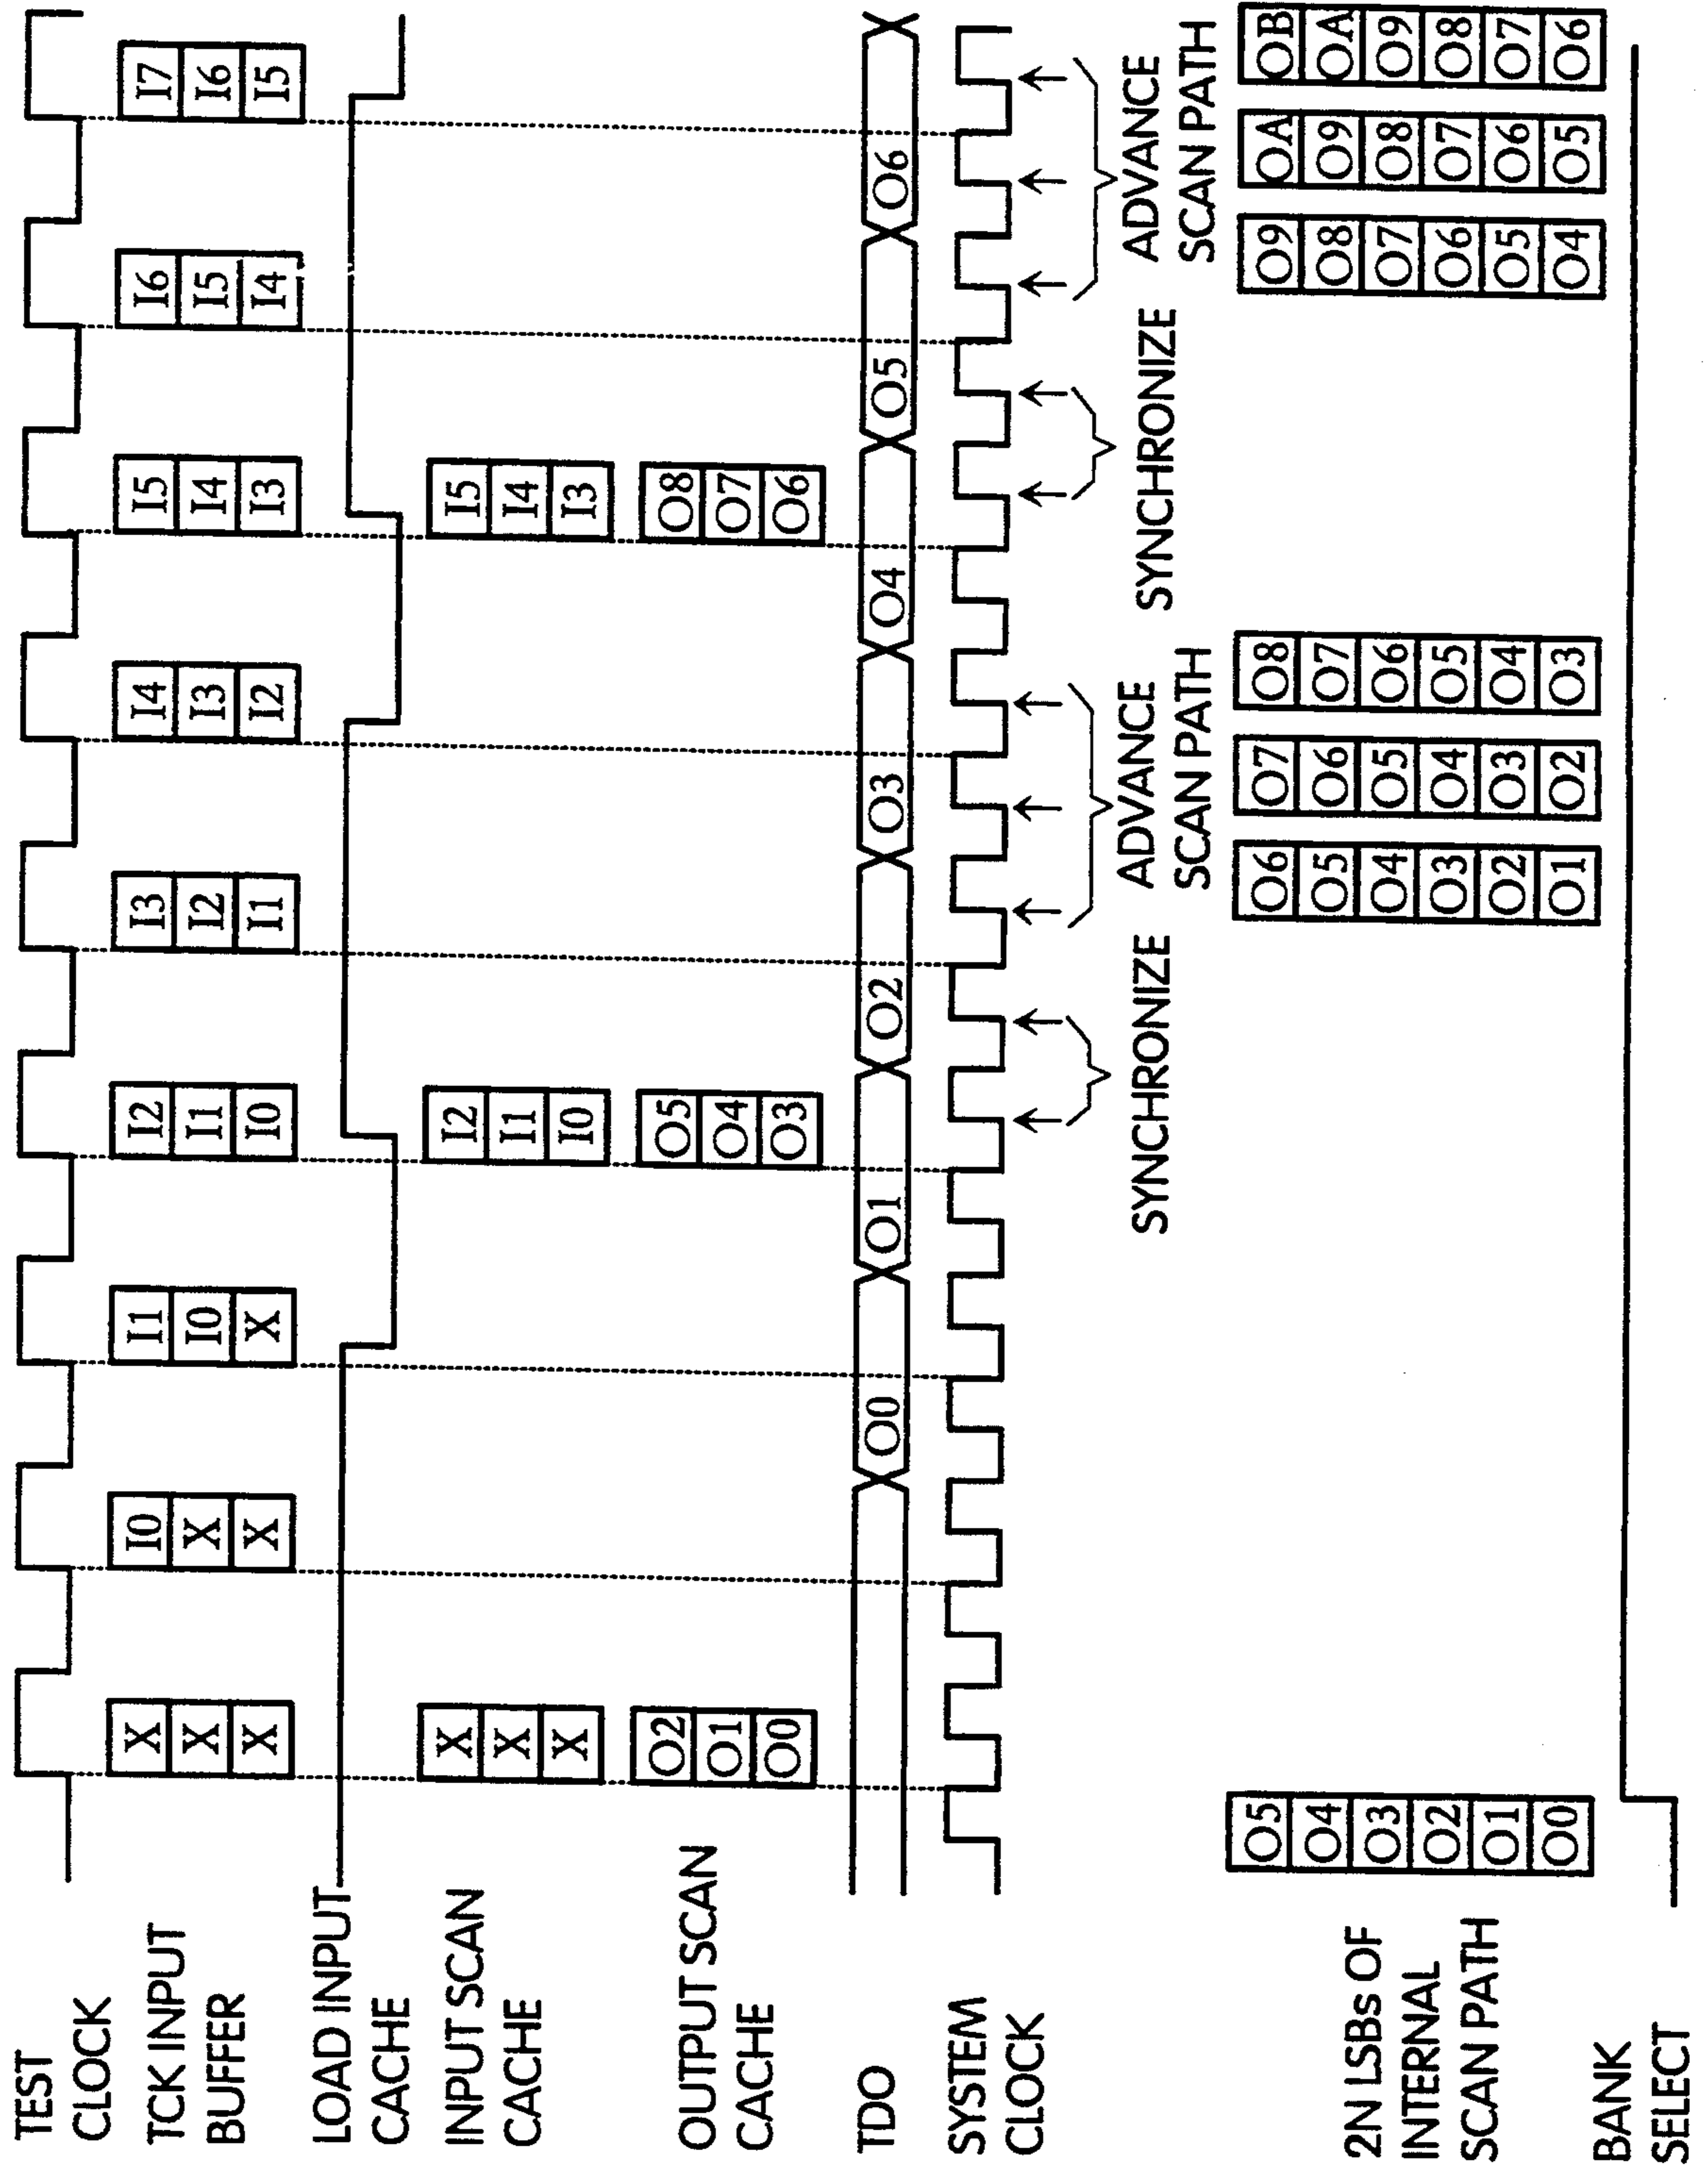 TEST
CLOCK
TCK INPUT
BUFFER
X I0 I1 I2 I3 I4 I5 I6 I7
X X I0 I1 I2 I3 I4 I5 I6
X X X I0 I1 I2 I3 I4 I5
LOAD INPUT
CACHE
INPUT SCAN
CACHE
X I2 I5
X I1 I4
X I0 I3
OUTPUT SCAN
CACHE
O2 O5 O8
O1 O4 O7
O0 O3 O6
TDO
O0 O1 O2 O3 O4 O5 O6
SYSTEM
CLOCK
SYNCHRONIZE
ADVANCE
SCAN PATH
SYNCHRONIZE
ADVANCE
SCAN PATH
2N LSBs OF
INTERNAL
SCAN PATH
O5 O6 O7 O8 O9 OA OB
O4 O5 O6 O7 O8 O9 OA
O3 O4 O5 O6 O7 O8 O9
O2 O3 O4 O5 O6 O7 O8
O1 O2 O3 O4 O5 O6 O7
O0 O1 O2 O3 O4 O5 O6
BANK
SELECT